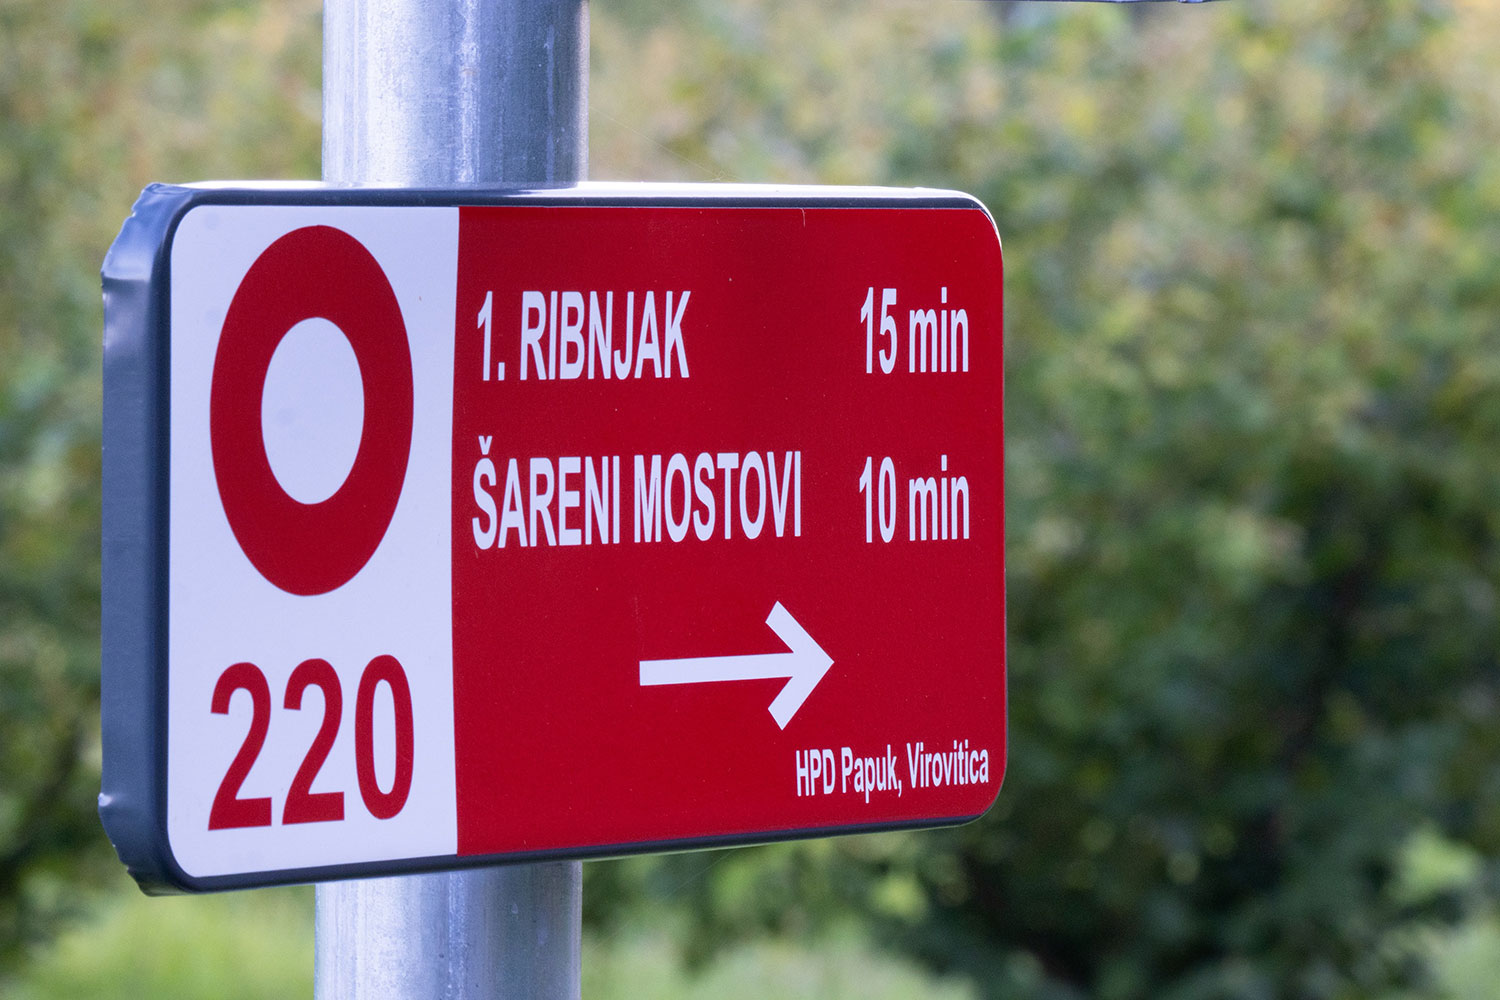 1. RIBNJAK 15 min
ŠARENI MOSTOVI 10 min
220
HPD Papuk, Virovitica